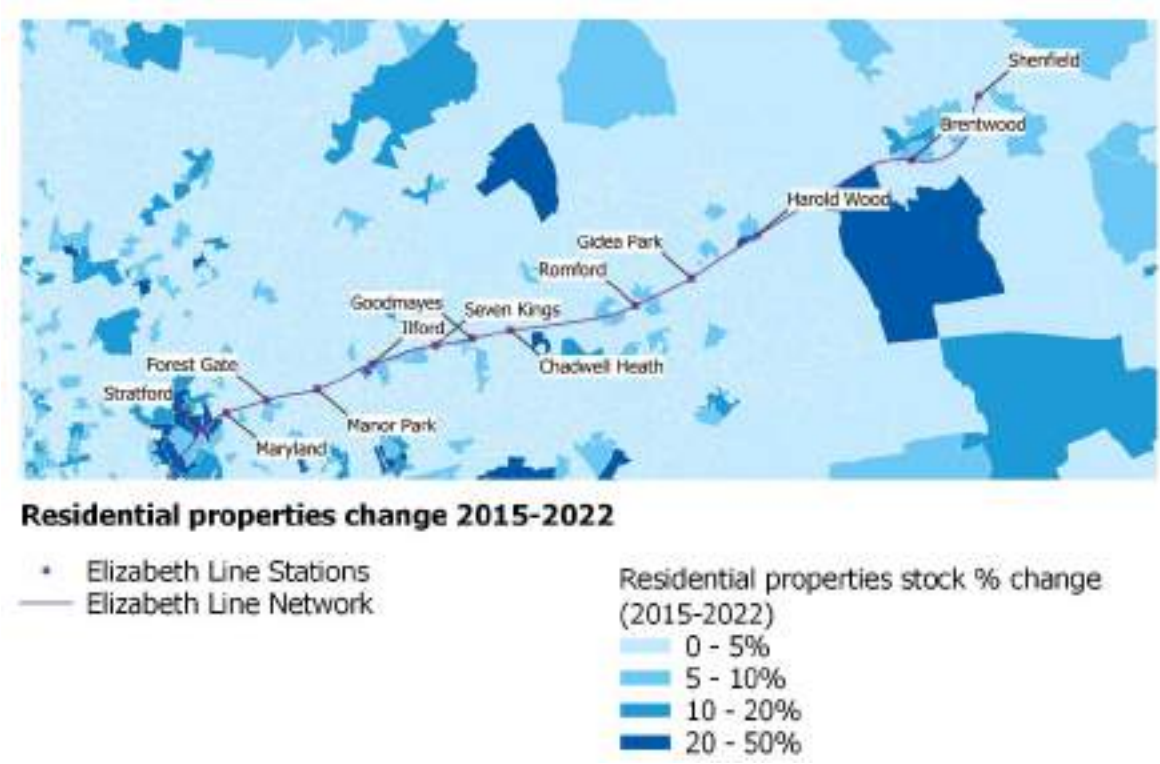 Shenfield
Brentwood
Harold Wood
Gidea Park
Romford
Goodmayes
Seven Kings
Ilford
Forest Gate
Chadwell Heath
Stratford
Manor Park
Maryland
Residential properties change 2015-2022
Elizabeth Line Stations
Elizabeth Line Network
Residential properties stock % change
(2015-2022)
0 - 5%
5 - 10%
10 - 20%
20 - 50%